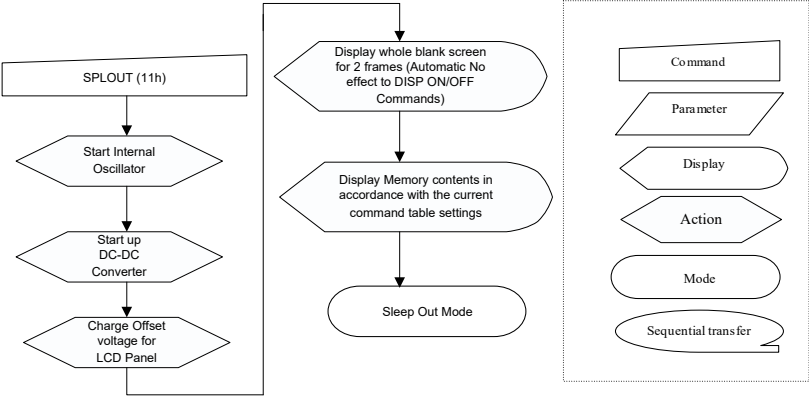 SPLOUT (11h)
Start Internal
Oscillator
Start up
DC-DC
Converter
Charge Offset
voltage for
LCD Panel
Display whole blank screen
for 2 frames (Automatic No
effect to DISP ON/OFF
Commands)
Display Memory contents in
accordance with the current
command table settings
Sleep Out Mode
Command
Parameter
Display
Action
Mode
Sequential transfer